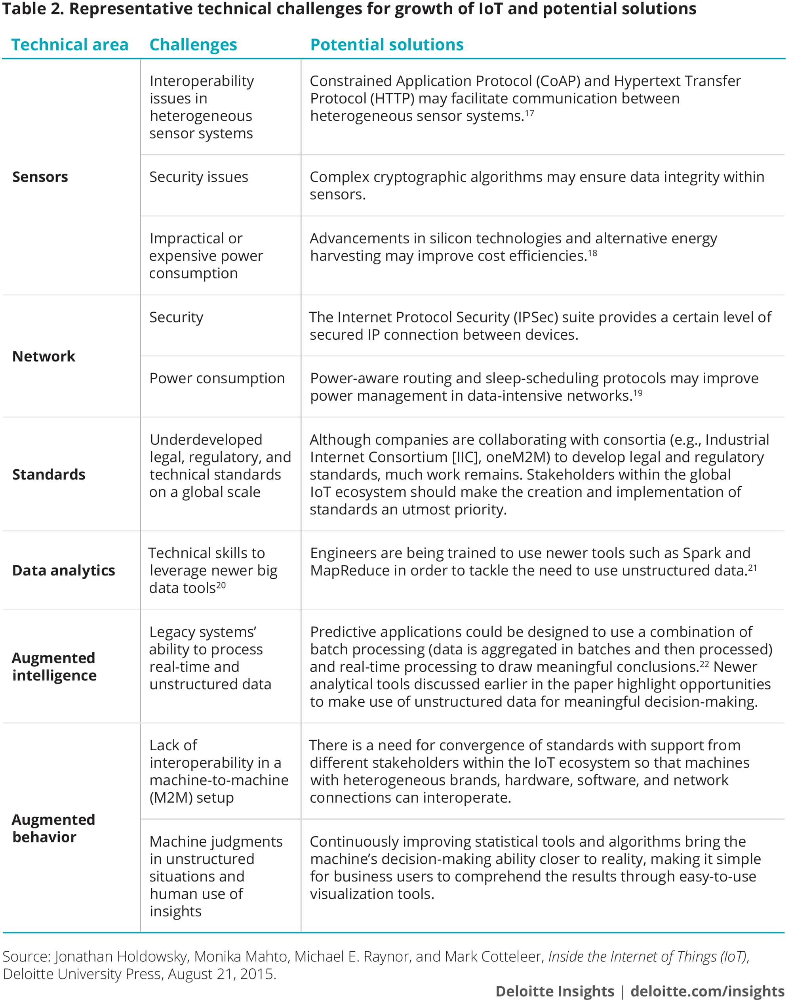 Table 2. Representative technical challenges for growth of IoT and potential solutions
Technical area
Challenges
Potential solutions
Sensors
Interoperability
issues in
heterogeneous
sensor systems
Constrained Application Protocol (CoAP) and Hypertext Transfer
Protocol (HTTP) may facilitate communication between
heterogeneous sensor systems.17
Security issues
Complex cryptographic algorithms may ensure data integrity within
sensors.
Impractical or
expensive power
consumption
Advancements in silicon technologies and alternative energy
harvesting may improve cost efficiencies.18
Network
Security
The Internet Protocol Security (IPSec) suite provides a certain level of
secured IP connection between devices.
Power consumption
Power-aware routing and sleep-scheduling protocols may improve
power management in data-intensive networks.19
Standards
Underdeveloped
legal, regulatory, and
technical standards
on a global scale
Although companies are collaborating with consortia (e.g., Industrial
Internet Consortium [IIC], oneM2M) to develop legal and regulatory
standards, much work remains. Stakeholders within the global
IoT ecosystem should make the creation and implementation of
standards an utmost priority.
Data analytics
Technical skills to
leverage newer big
data tools20
Engineers are being trained to use newer tools such as Spark and
MapReduce in order to tackle the need to use unstructured data.21
Augmented
intelligence
Legacy systems’
ability to process
real-time and
unstructured data
Predictive applications could be designed to use a combination of
batch processing (data is aggregated in batches and then processed)
and real-time processing to draw meaningful conclusions.22 Newer
analytical tools discussed earlier in the paper highlight opportunities
to make use of unstructured data for meaningful decision-making.
Augmented
behavior
Lack of
interoperability in a
machine-to-machine
(M2M) setup
There is a need for convergence of standards with support from
different stakeholders within the IoT ecosystem so that machines
with heterogeneous brands, hardware, software, and network
connections can interoperate.
Machine judgments
in unstructured
situations and
human use of
insights
Continuously improving statistical tools and algorithms bring the
machine’s decision-making ability closer to reality, making it simple
for business users to comprehend the results through easy-to-use
visualization tools.
Source: Jonathan Holdowsky, Monika Mahto, Michael E. Raynor, and Mark Cotteleer, Inside the Internet of Things (IoT),
Deloitte University Press, August 21, 2015.
Deloitte Insights | deloitte.com/insights